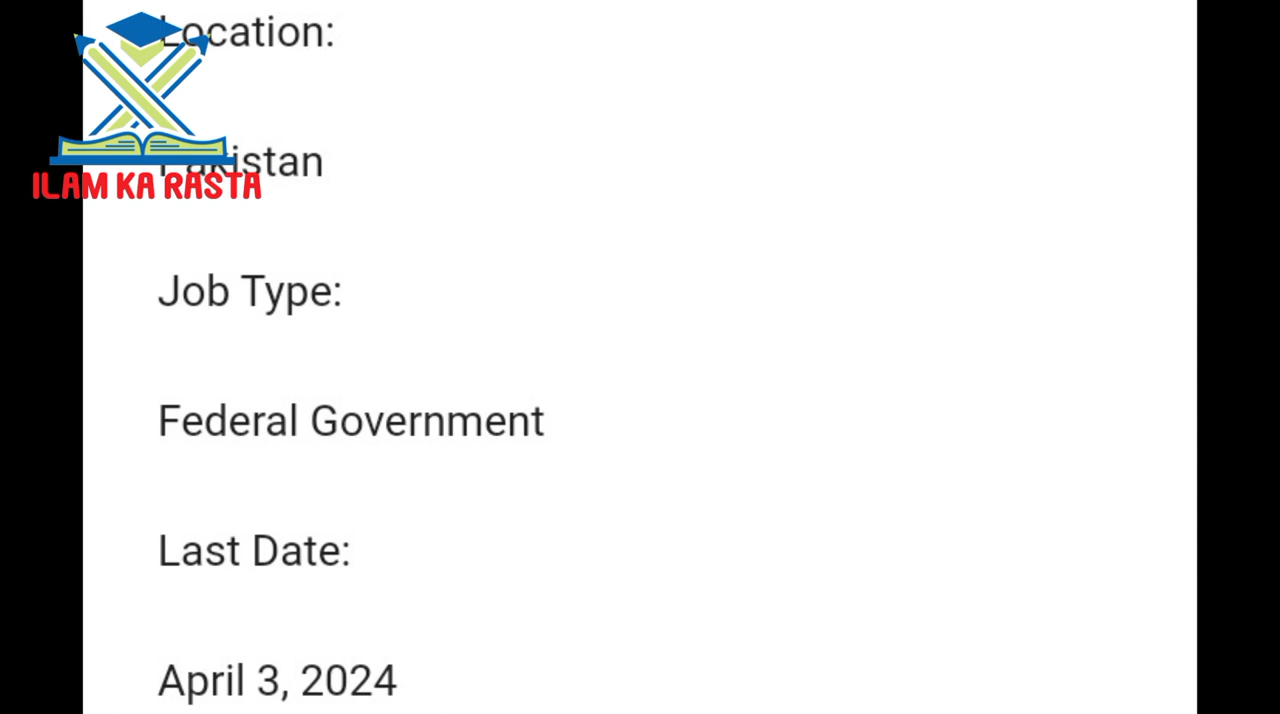 Location:
Pakistan
ILAM KA RASTA
Job Type:
Federal Government
Last Date:
April 3, 2024